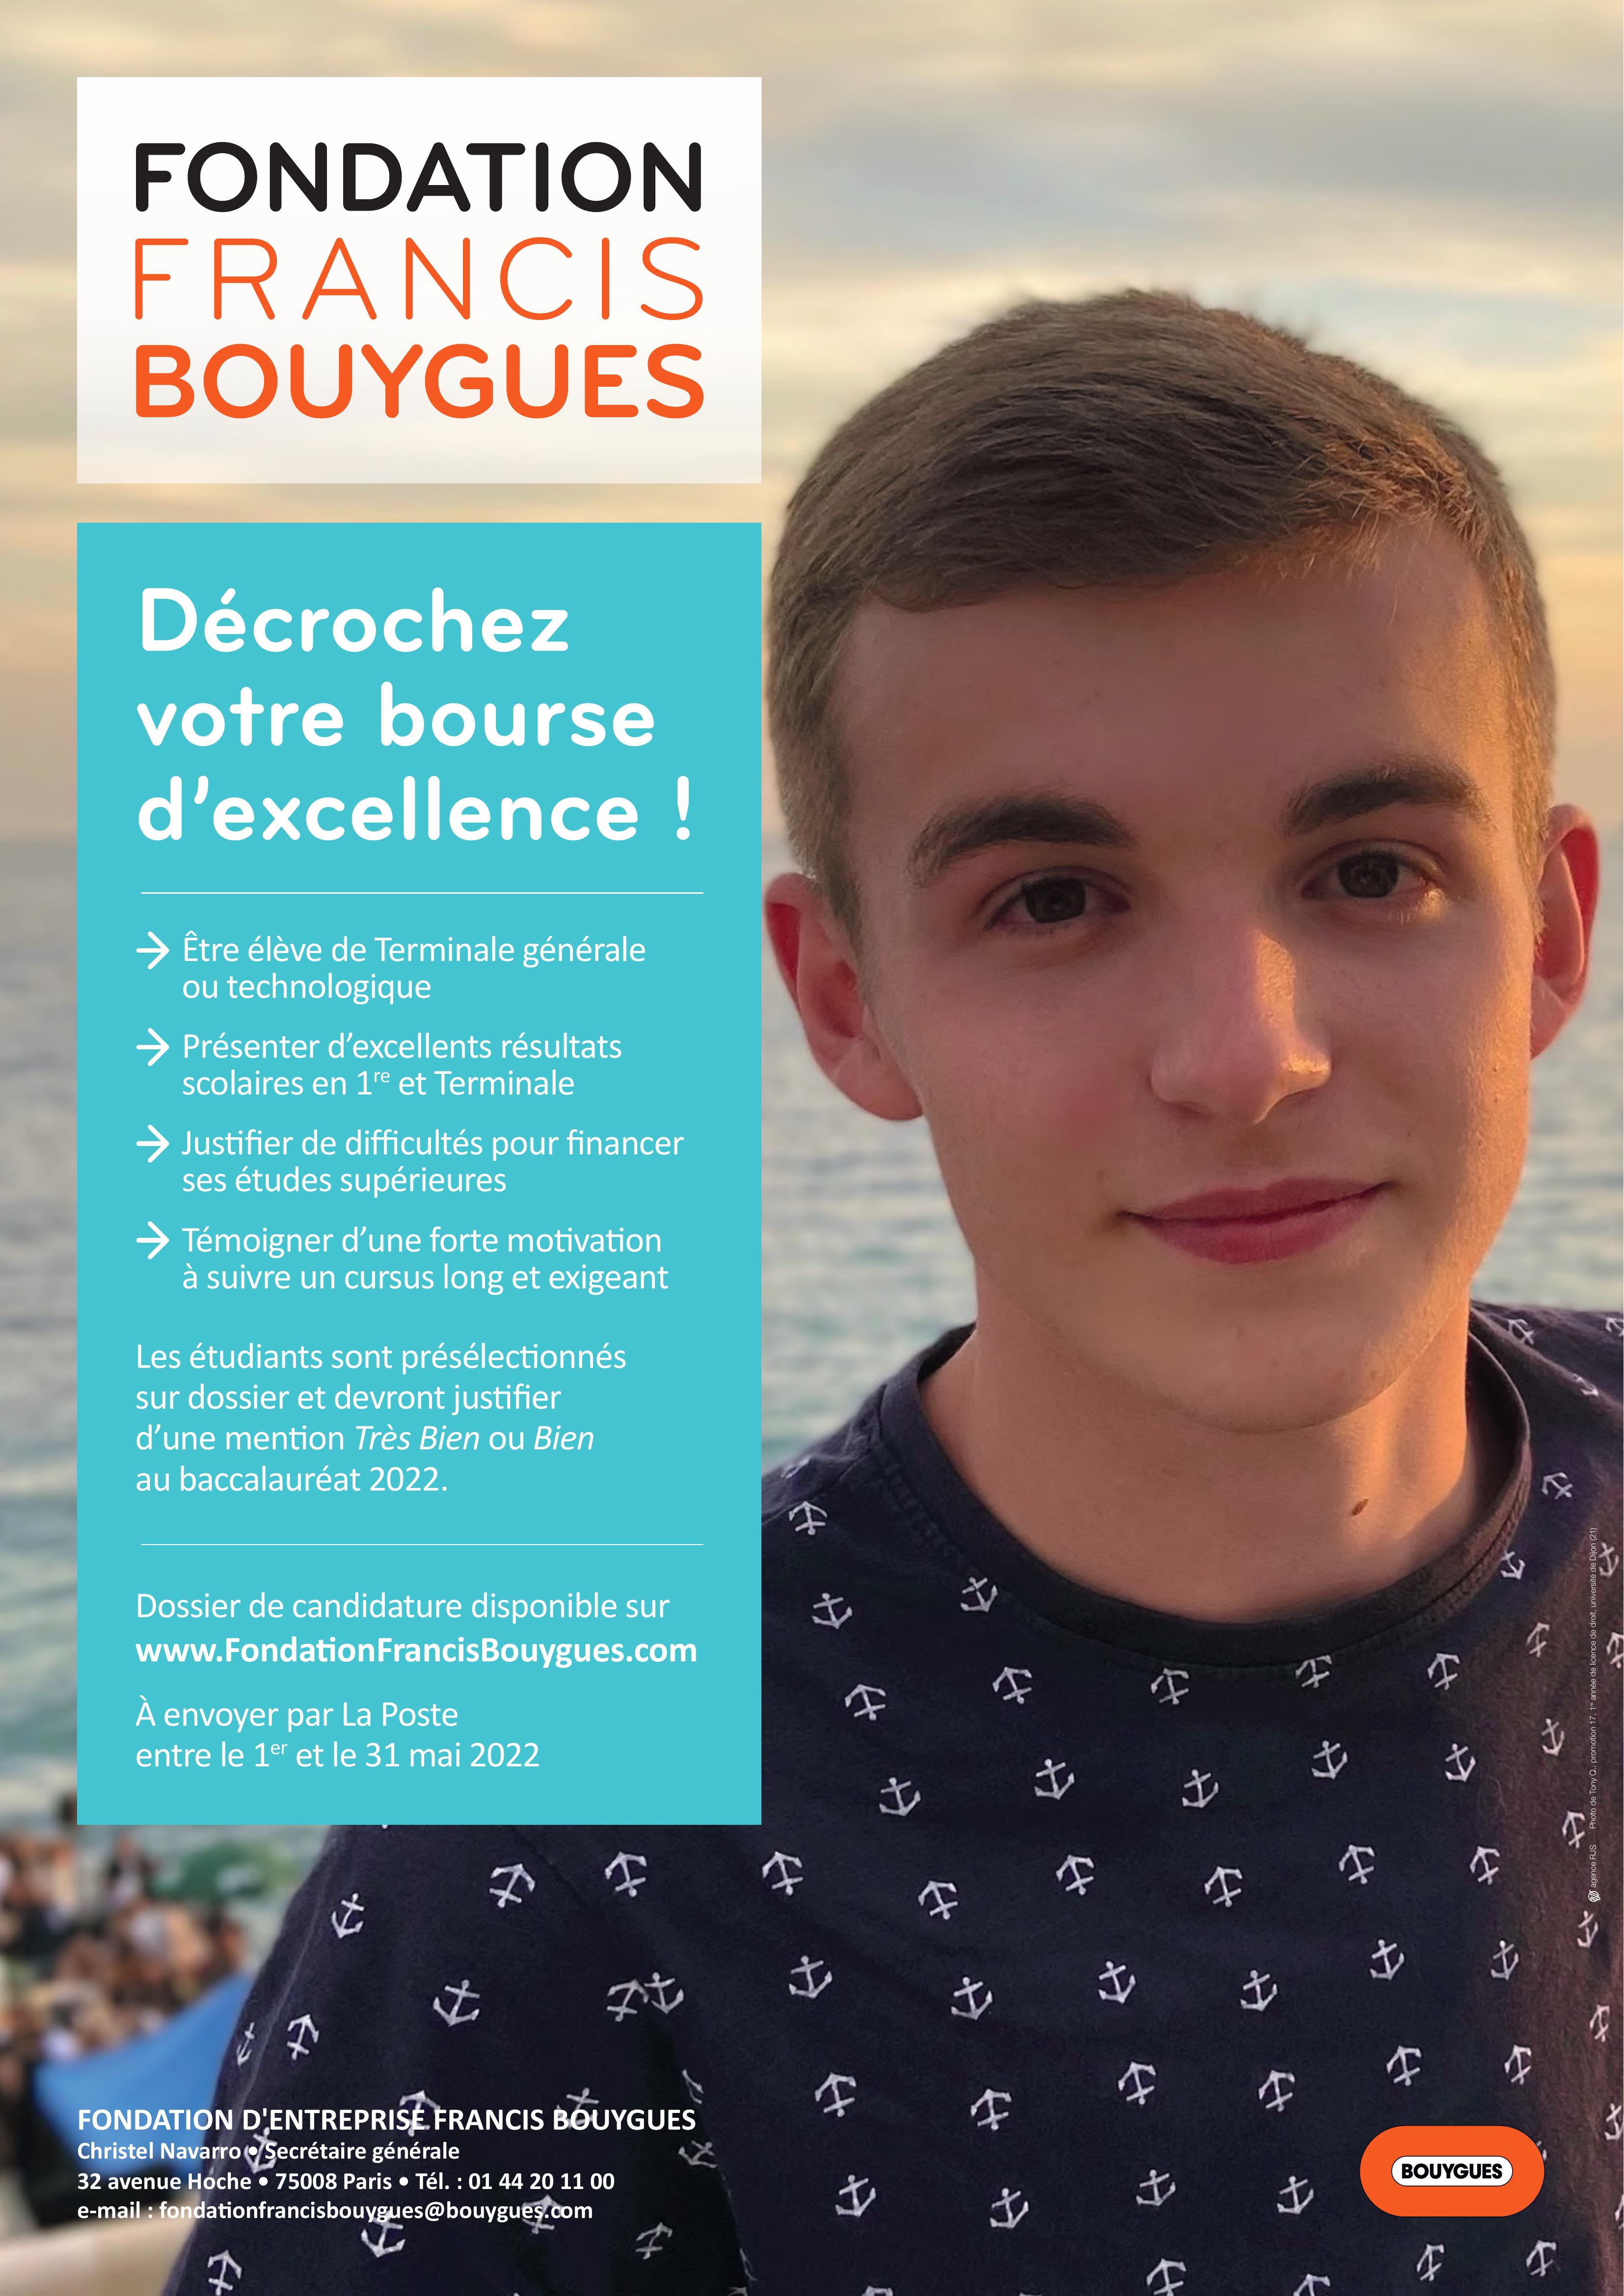 FONDATION
FRANCIS
BOUYGUES
Décrochez
votre bourse
d'excellence !
→ Être élève de Terminale générale
ou technologique
→ Présenter d'excellents résultats
scolaires en 1re et Terminale
→ Justifier de difficultés pour financer
ses études supérieures
→ Témoigner d'une forte motivation
à suivre un cursus long et exigeant
Les étudiants sont présélectionnés
sur dossier et devront justifier
d'une mention Très Bien ou Bien
au baccalauréat 2022.
Dossier de candidature disponible sur
www.FondationFrancisBouygues.com
À envoyer par La Poste
entre le 1er et le 31 mai 2022
agence RJS Photo de Tony Q., promotion 17, 1re année de licence de droit, université de Dijon (21)
FONDATION D'ENTREPRISE FRANCIS BOUYGUES
Christel Navarro • Secrétaire générale
32 avenue Hoche • 75008 Paris • Tél. : 01 44 20 11 00
e-mail : fondationfrancisbouygues@bouygues.com
BOUYGUES